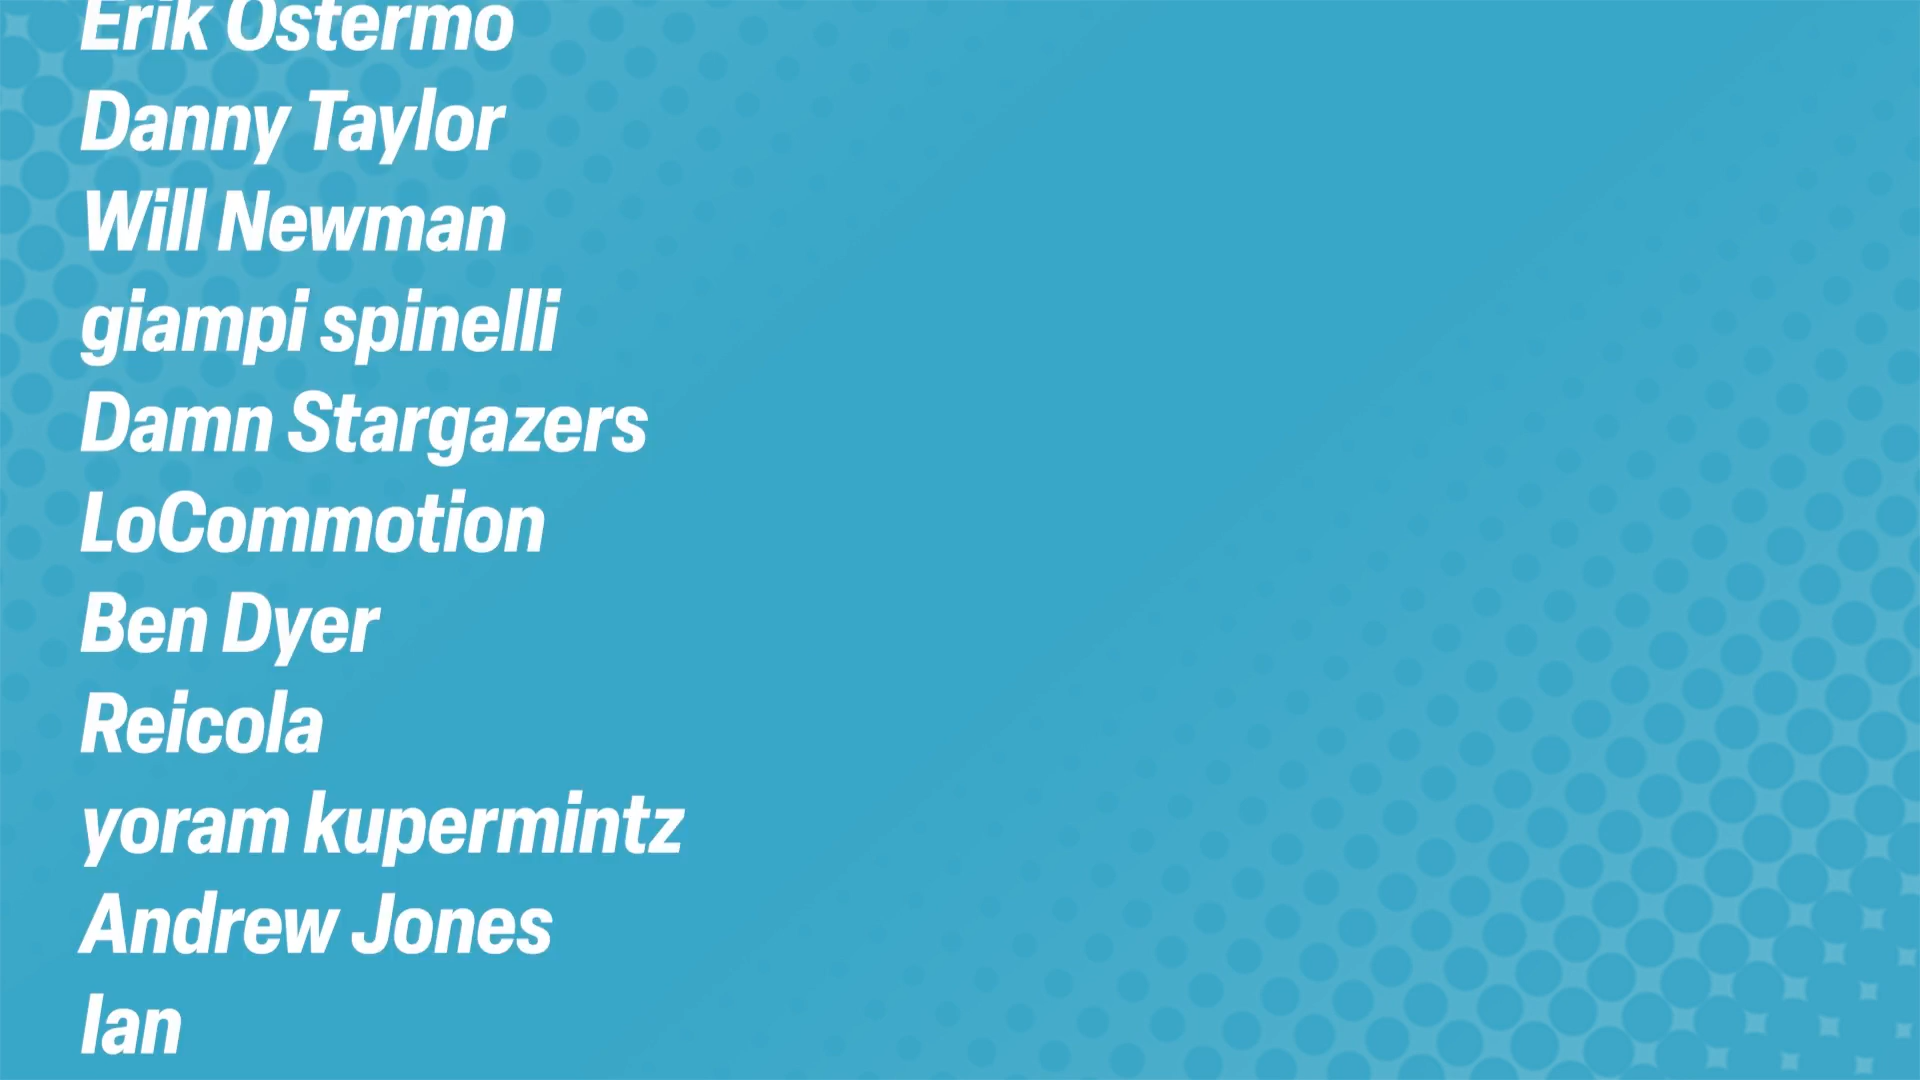 Erik Ostermo
Danny Taylor
Will Newman
giampi spinelli
Damn Stargazers
LoCommotion
Ben Dyer
Reicola
yoram kupermintz
Andrew Jones
Ian